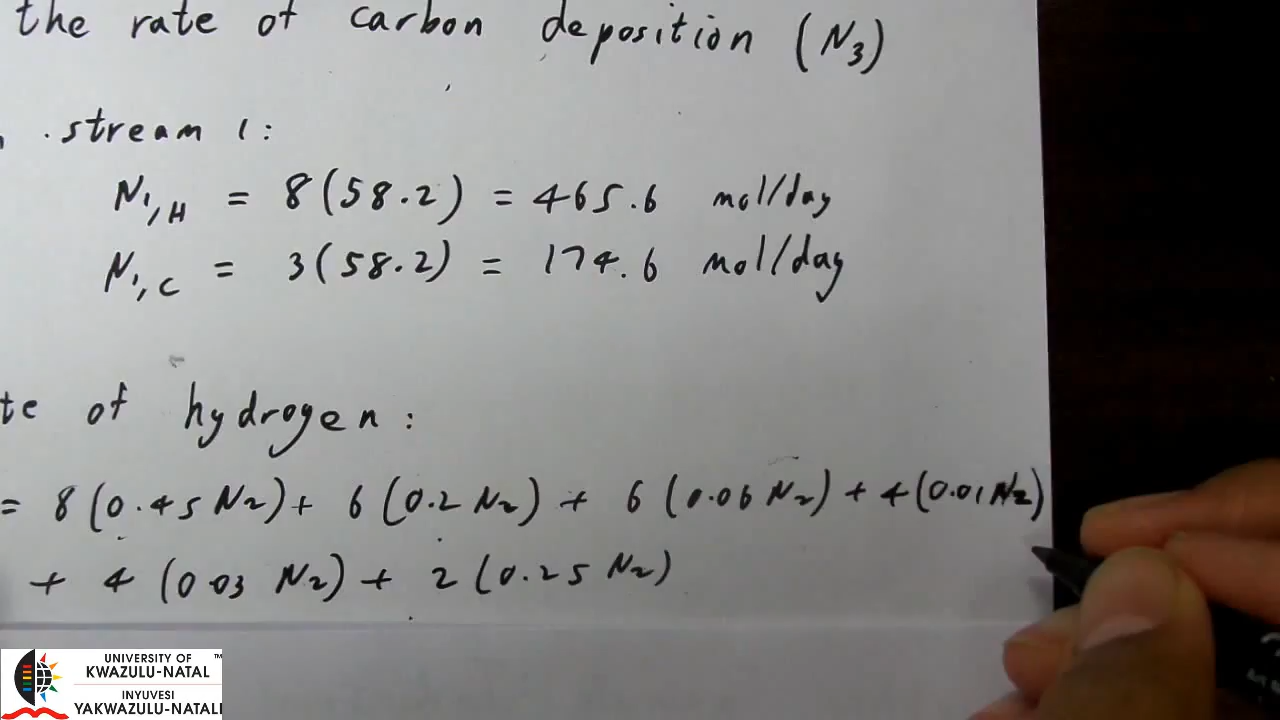 the rate of carbon deposition (N₃)
stream 1:
N₁,H = 8(58.2) = 465.6 mol/day
N₁,C = 3(58.2) = 174.6 mol/day
te of hydrogen:
= 8(0.45 N₂) + 6(0.2 N₂) + 6(0.06 N₂) + 4(0.01 N₂)
+ 4(0.03 N₂) + 2(0.25 N₂)
UNIVERSITY OF ™
KWAZULU-NATAL
INYUVESI
YAKWAZULU-NATALI